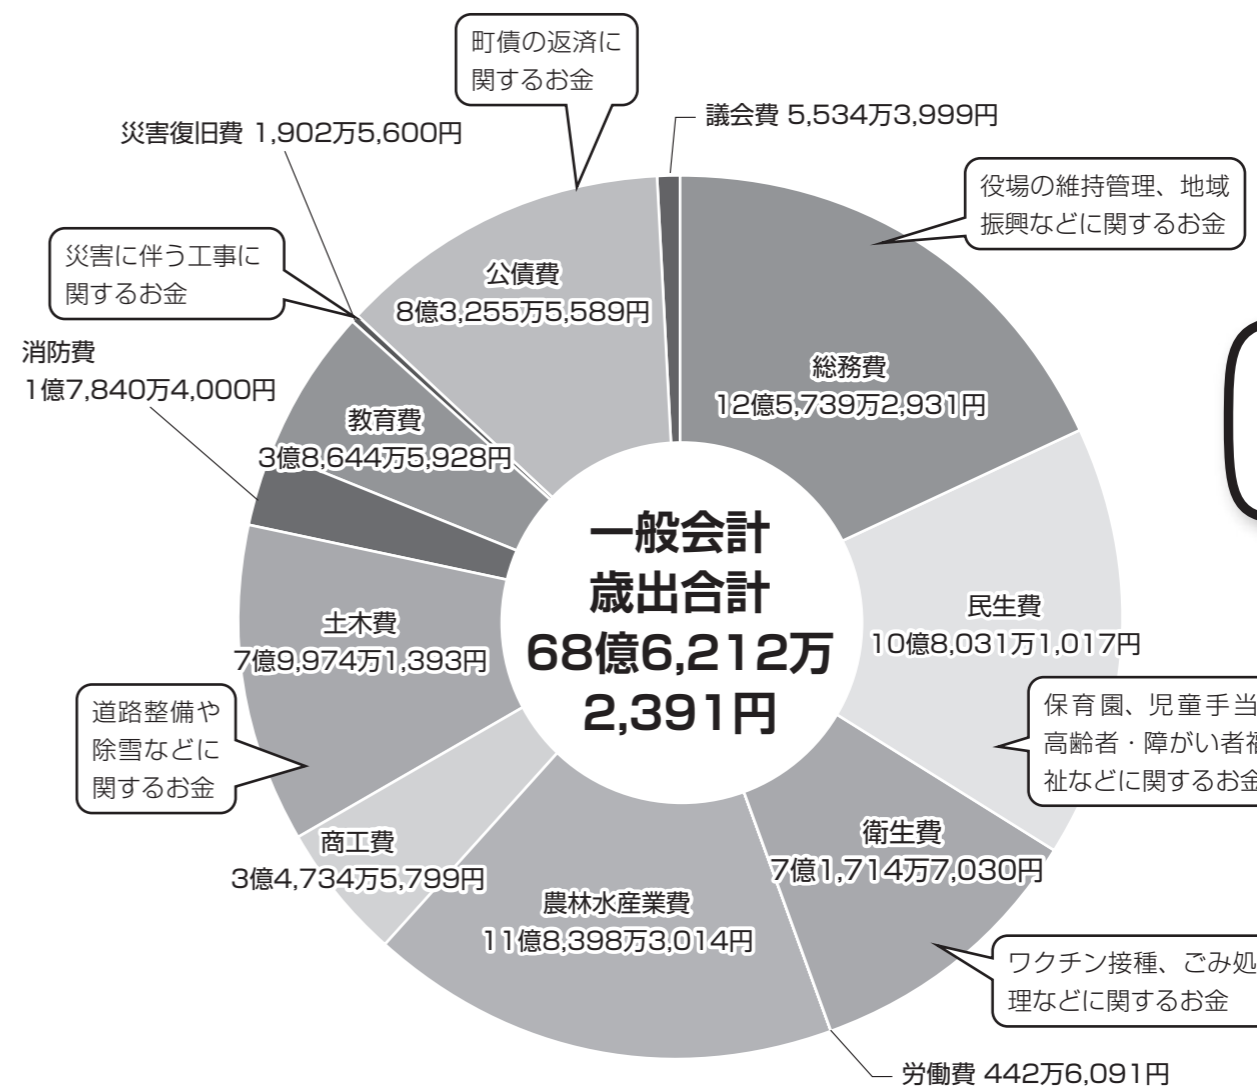 町債の返済に
関するお金
議会費 5,534万3,999円
災害復旧費 1,902万5,600円
役場の維持管理、地域
振興などに関するお金
災害に伴う工事に
関するお金
公債費
8億3,255万5,589円
消防費
1億7,840万4,000円
総務費
12億5,739万2,931円
教育費
3億8,644万5,928円
一般会計
歳出合計
68億6,212万
2,391円
民生費
10億8,031万1,017円
土木費
7億9,974万1,393円
保育園、児童手当
高齢者・障がい者福
祉などに関するお金
道路整備や
除雪などに
関するお金
商工費
3億4,734万5,799円
衛生費
7億1,714万7,030円
農林水産業費
11億8,398万3,014円
ワクチン接種、ごみ処
理などに関するお金
労働費 442万6,091円